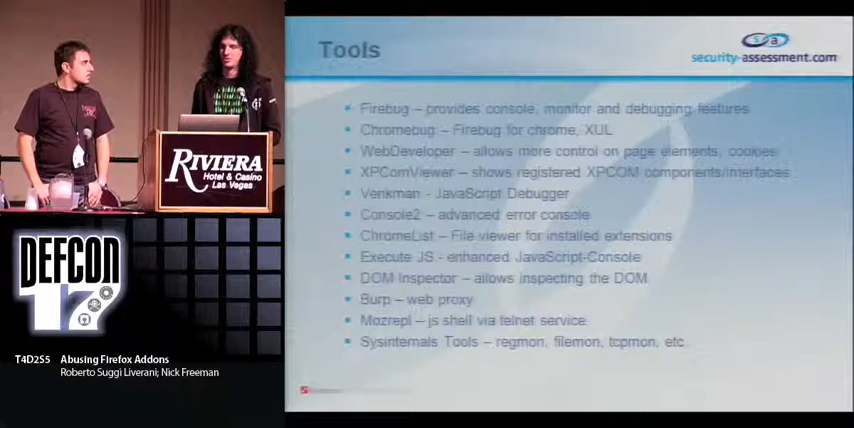 RIVIERA
Hotel & Casino
Las Vegas
DEFCON
17
T4D2S5 Abusing Firefox Addons
Roberto Suggi Liverani; Nick Freeman
Tools
sa
security-assessment.com
Firebug – provides console, monitor and debugging features
Chromebug – Firebug for chrome, XUL
WebDeveloper – allows more control on page elements, cookies
XPComViewer – shows registered XPCOM components/interfaces
Venkman - JavaScript Debugger
Console2 – advanced error console
ChromeList – File viewer for installed extensions
Execute JS - enhanced JavaScript-Console
DOM Inspector – allows inspecting the DOM
Burp – web proxy
Mozrepl – js shell via telnet service
Sysinternals Tools – regmon, filemon, tcpmon, etc.